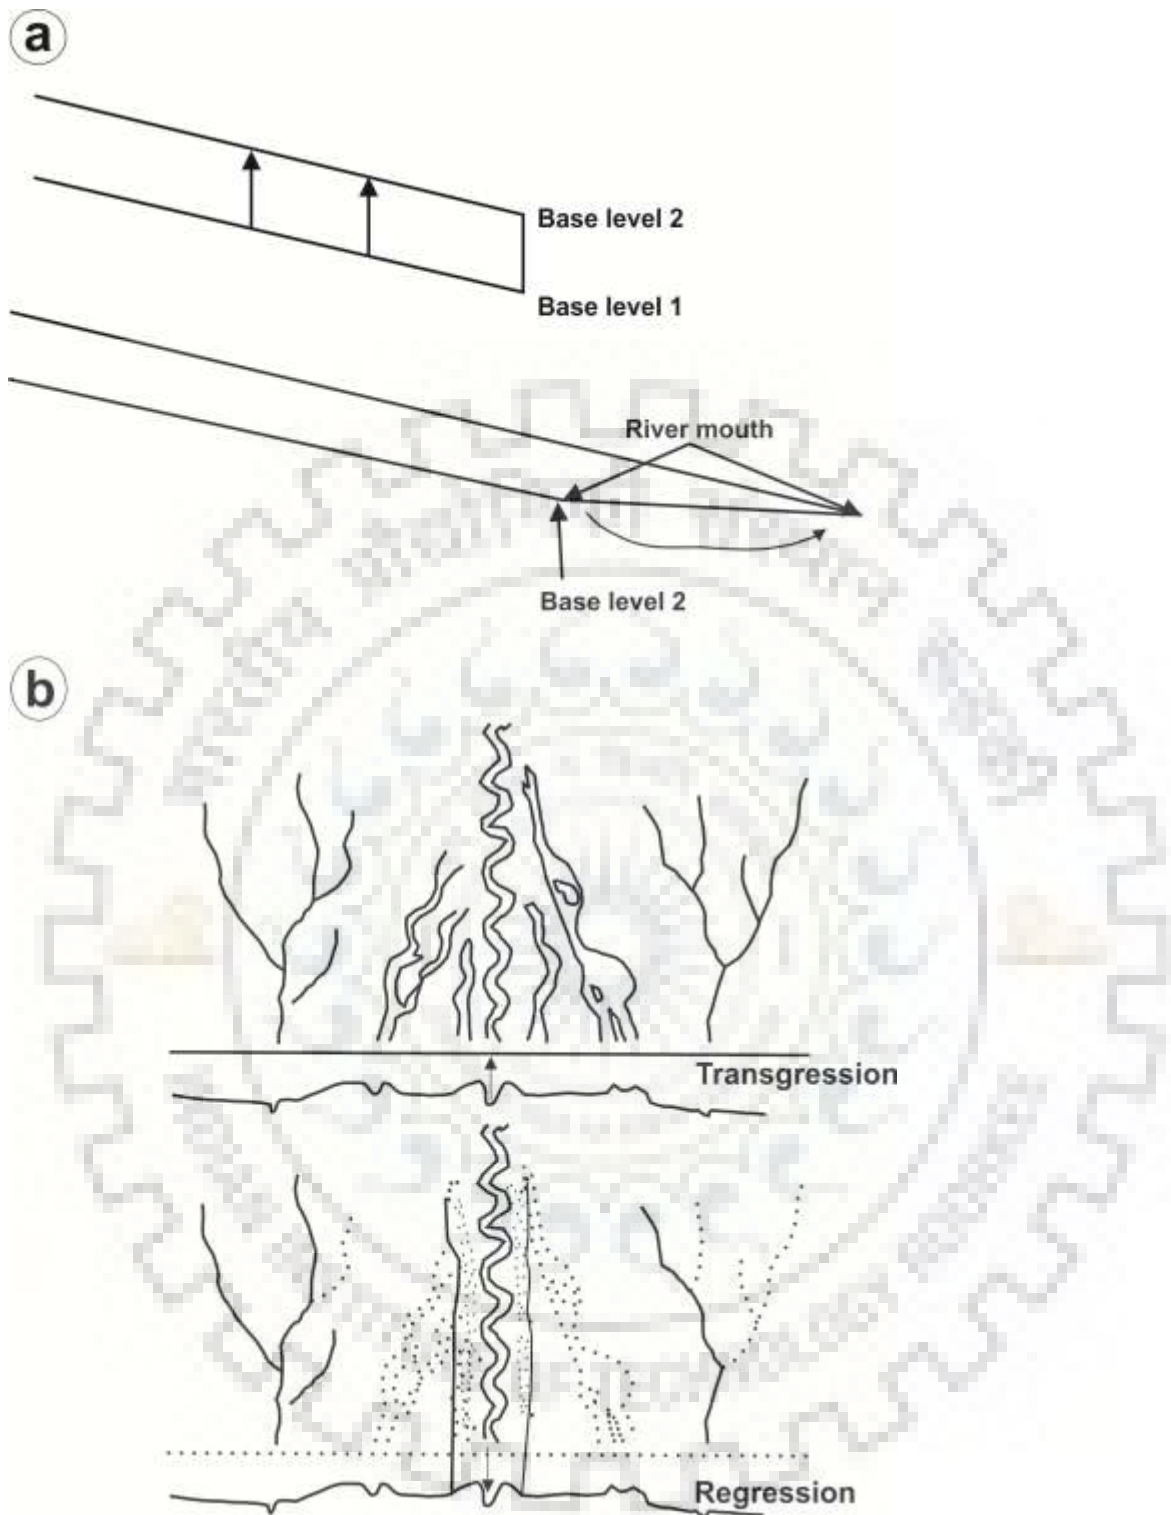 a
Base level 2
Base level 1
River mouth
Base level 2
b
Transgression
Regression